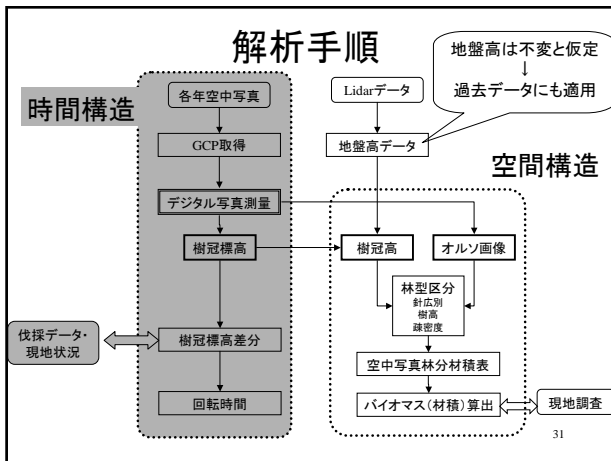 解析手順
地盤高は不変と仮定
↓
過去データにも適用
時間構造
各年空中写真
Lidarデータ
GCP取得
地盤高データ
空間構造
デジタル写真測量
樹冠標高
樹冠高
オルソ画像
林型区分
針広別
樹高
疎密度
伐採データ・
現地状況
樹冠標高差分
空中写真林分材積表
回転時間
バイオマス(材積)算出
現地調査
31